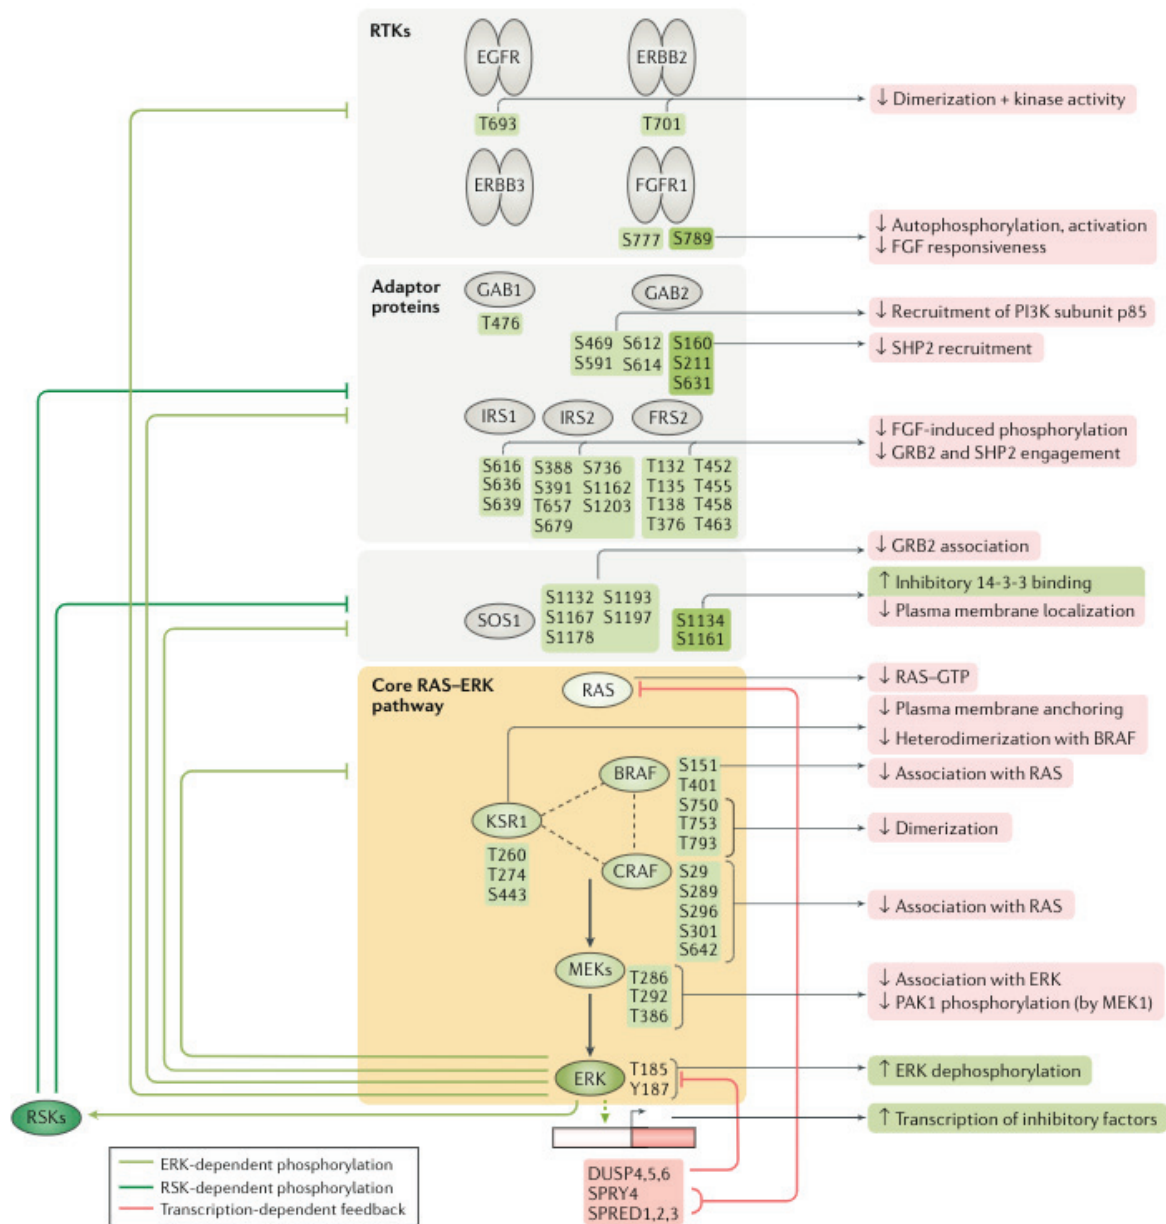 RTKs
EGFR
ERBB2
↓ Dimerization + kinase activity
T693
T701
ERBB3
FGFR1
S777
S789
↓ Autophosphorylation, activation
↓ FGF responsiveness
Adaptor
proteins
GAB1
GAB2
T476
↓ Recruitment of PI3K subunit p85
S469 S612
S591 S614
S160
S211
S631
↓ SHP2 recruitment
IRS1
IRS2
FRS2
↓ FGF-induced phosphorylation
↓ GRB2 and SHP2 engagement
S616
S636
S639
S388 S736
S391 S1162
T657 S1203
S679
T132 T452
T135 T455
T138 T458
T376 T463
↓ GRB2 association
↑ Inhibitory 14-3-3 binding
↓ Plasma membrane localization
SOS1
S1132 S1193
S1167 S1197
S1178
S1134
S1161
Core RAS–ERK
pathway
RAS
↓ RAS–GTP
↓ Plasma membrane anchoring
↓ Heterodimerization with BRAF
BRAF
S151
T401
S750
T753
T793
↓ Association with RAS
↓ Dimerization
KSR1
T260
T274
S443
CRAF
S29
S289
S296
S301
S642
↓ Association with RAS
MEKs
T286
T292
T386
↓ Association with ERK
↓ PAK1 phosphorylation (by MEK1)
ERK
T185
Y187
↑ ERK dephosphorylation
RSKs
↑ Transcription of inhibitory factors
DUSP4,5,6
SPRY4
SPRED1,2,3
ERK-dependent phosphorylation
RSK-dependent phosphorylation
Transcription-dependent feedback